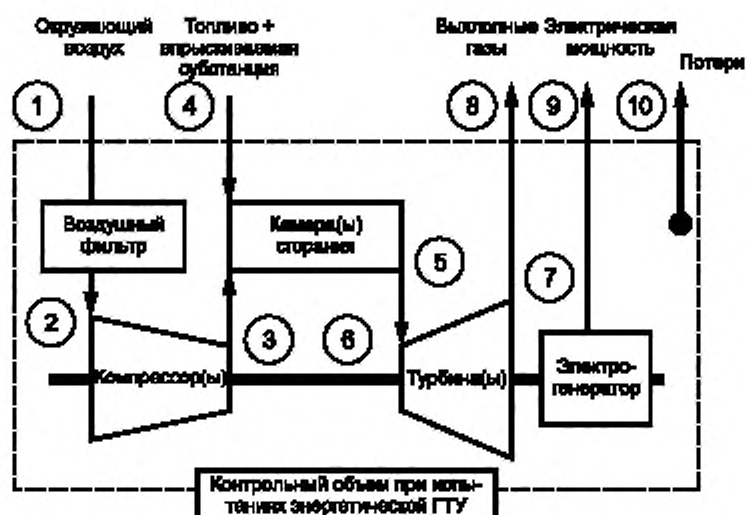 Окружающий
воздух
Топливо +
впрыскиваемая
субстанция
Выхлопные
газы
Электрическая
мощность
Потери
1
4
8
9
10
Воздушный
фильтр
Камера(ы)
сгорания
5
7
2
3
6
Компрессор(ы)
Турбина(ы)
Электро-
генератор
Контрольный объем при испы-
таниях энергетической ГТУ